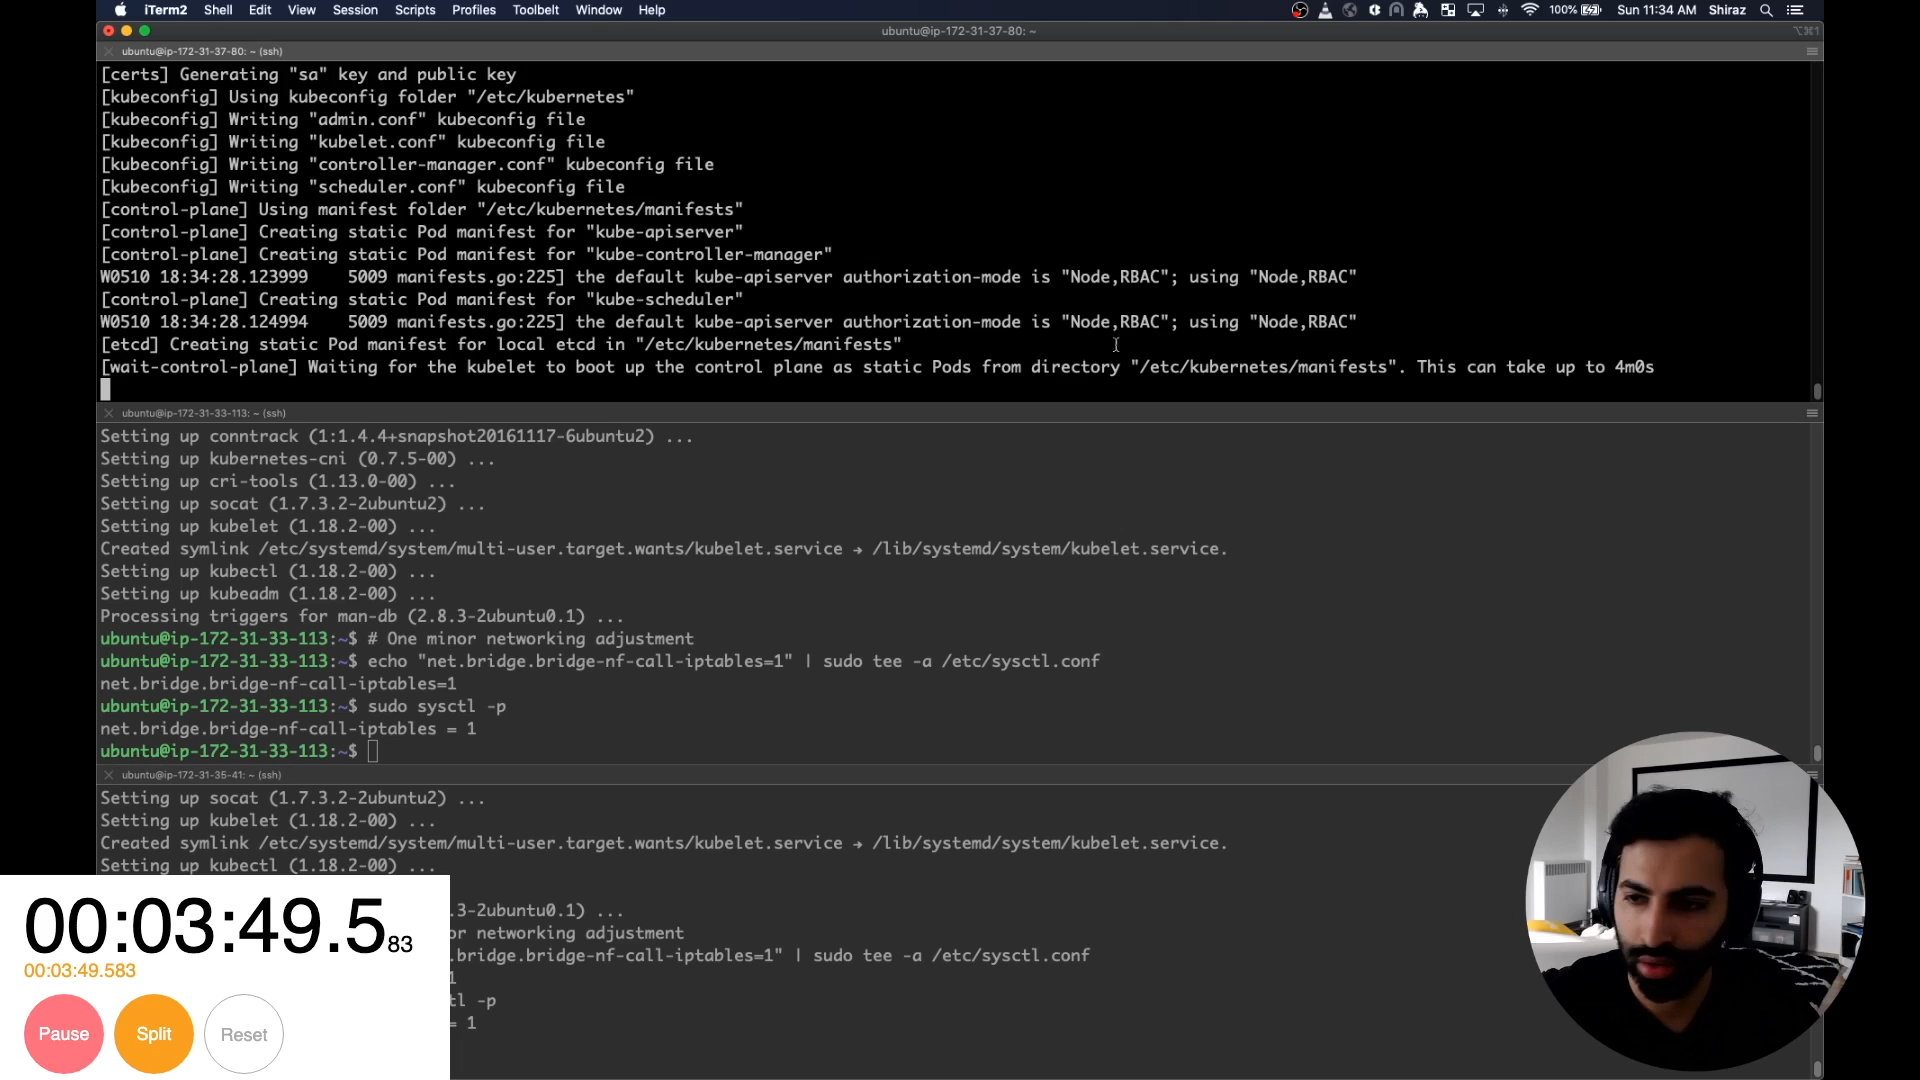 iTerm2 Shell Edit View Session Scripts Profiles Toolbelt Window Help 100% Sun 11:34 AM Shiraz
ubuntu@ip-172-31-37-80: ~ ⌥⌘1
ubuntu@ip-172-31-37-80: ~ (ssh)
[certs] Generating "sa" key and public key
[kubeconfig] Using kubeconfig folder "/etc/kubernetes"
[kubeconfig] Writing "admin.conf" kubeconfig file
[kubeconfig] Writing "kubelet.conf" kubeconfig file
[kubeconfig] Writing "controller-manager.conf" kubeconfig file
[kubeconfig] Writing "scheduler.conf" kubeconfig file
[control-plane] Using manifest folder "/etc/kubernetes/manifests"
[control-plane] Creating static Pod manifest for "kube-apiserver"
[control-plane] Creating static Pod manifest for "kube-controller-manager"
W0510 18:34:28.123999    5009 manifests.go:225] the default kube-apiserver authorization-mode is "Node,RBAC"; using "Node,RBAC"
[control-plane] Creating static Pod manifest for "kube-scheduler"
W0510 18:34:28.124994    5009 manifests.go:225] the default kube-apiserver authorization-mode is "Node,RBAC"; using "Node,RBAC"
[etcd] Creating static Pod manifest for local etcd in "/etc/kubernetes/manifests"
[wait-control-plane] Waiting for the kubelet to boot up the control plane as static Pods from directory "/etc/kubernetes/manifests". This can take up to 4m0s
ubuntu@ip-172-31-33-113: ~ (ssh)
Setting up conntrack (1:1.4.4+snapshot20161117-6ubuntu2) ...
Setting up kubernetes-cni (0.7.5-00) ...
Setting up cri-tools (1.13.0-00) ...
Setting up socat (1.7.3.2-2ubuntu2) ...
Setting up kubelet (1.18.2-00) ...
Created symlink /etc/systemd/system/multi-user.target.wants/kubelet.service → /lib/systemd/system/kubelet.service.
Setting up kubectl (1.18.2-00) ...
Setting up kubeadm (1.18.2-00) ...
Processing triggers for man-db (2.8.3-2ubuntu0.1) ...
ubuntu@ip-172-31-33-113:~$ # One minor networking adjustment
ubuntu@ip-172-31-33-113:~$ echo "net.bridge.bridge-nf-call-iptables=1" | sudo tee -a /etc/sysctl.conf
net.bridge.bridge-nf-call-iptables=1
ubuntu@ip-172-31-33-113:~$ sudo sysctl -p
net.bridge.bridge-nf-call-iptables = 1
ubuntu@ip-172-31-33-113:~$
ubuntu@ip-172-31-35-41: ~ (ssh)
Setting up socat (1.7.3.2-2ubuntu2) ...
Setting up kubelet (1.18.2-00) ...
Created symlink /etc/systemd/system/multi-user.target.wants/kubelet.service → /lib/systemd/system/kubelet.service.
Setting up kubectl (1.18.2-00) ...
.3-2ubuntu0.1) ...
or networking adjustment
.bridge.bridge-nf-call-iptables=1" | sudo tee -a /etc/sysctl.conf
1
tl -p
= 1
00:03:49.583
00:03:49.583
Pause Split Reset